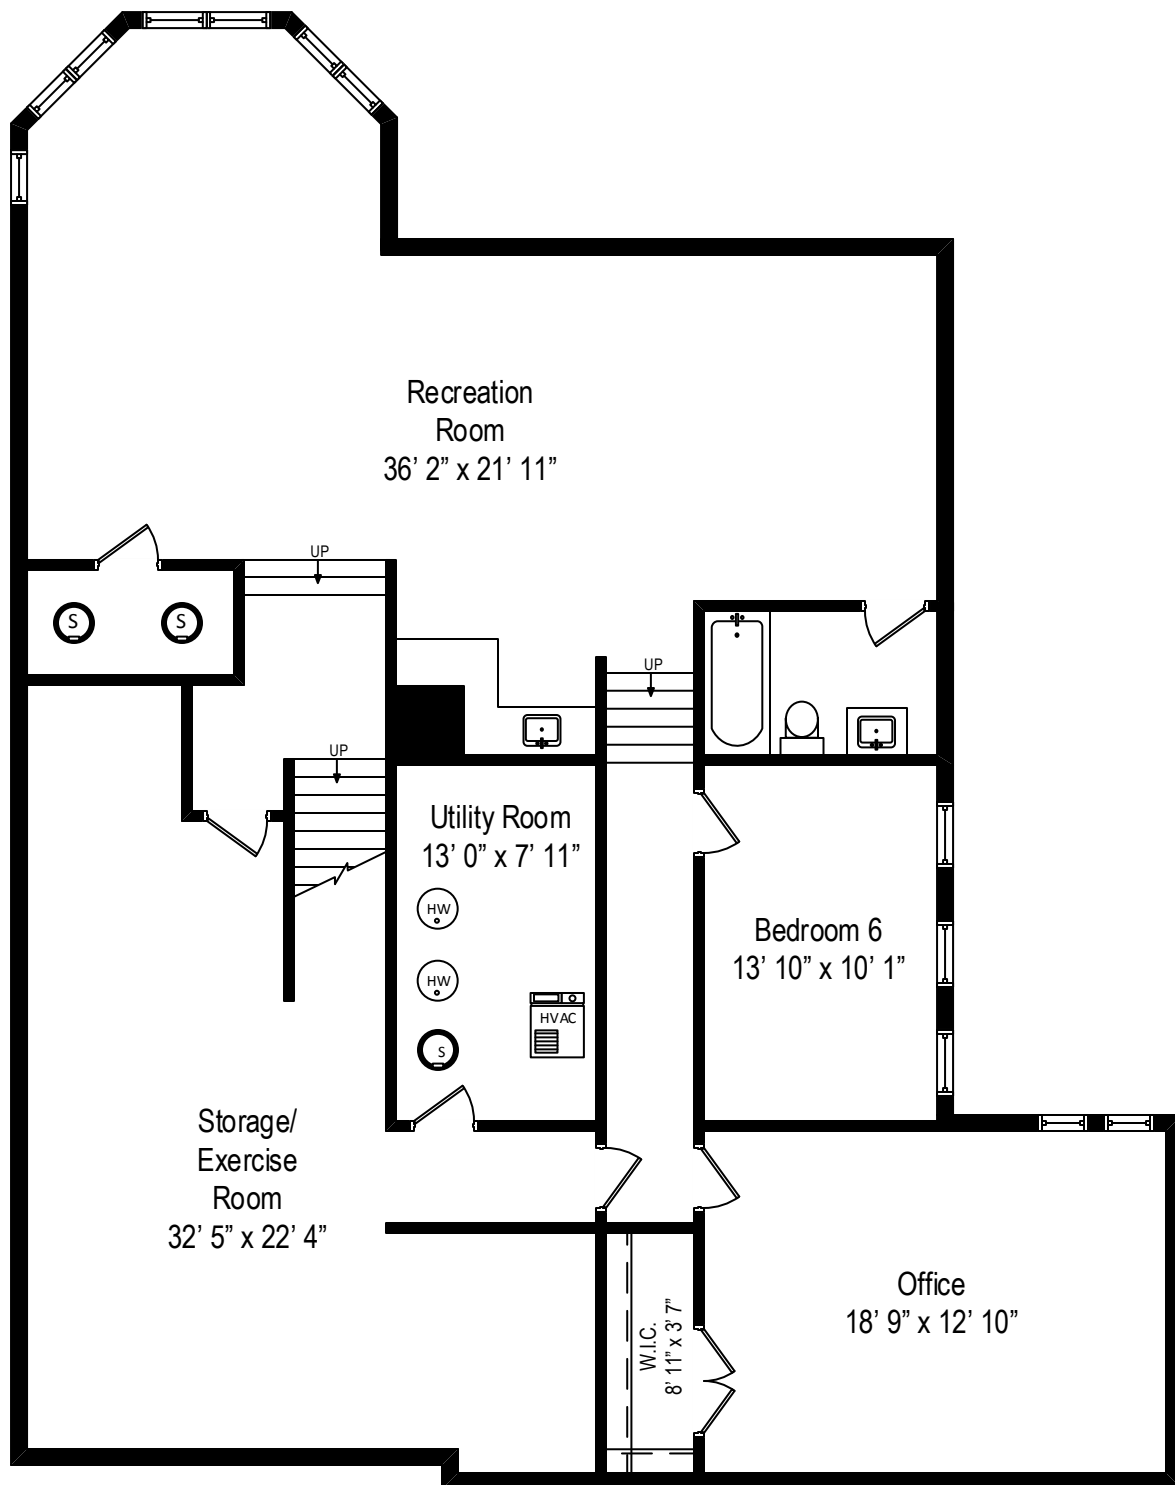 Recreation
Room
36’ 2” x 21’ 11”
UP
S
S
UP
UP
Utility Room
13’ 0” x 7’ 11”
HW
HW
S
HVAC
Bedroom 6
13’ 10” x 10’ 1”
Storage/
Exercise
Room
32’ 5” x 22’ 4”
W.I.C.
8’ 11” x 3’ 7”
Office
18’ 9” x 12’ 10”